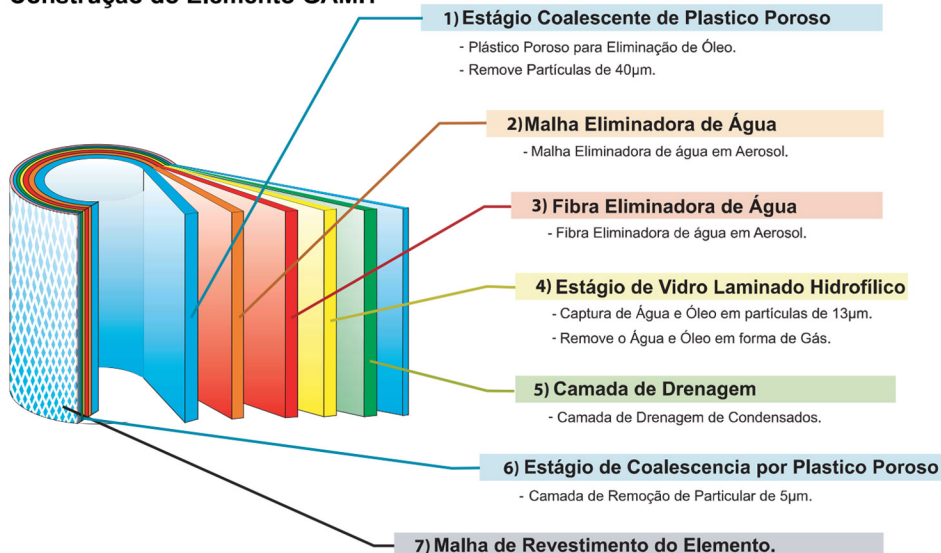 1) Estágio Coalescente de Plastico Poroso
- Plástico Poroso para Eliminação de Óleo.
- Remove Partículas de 40µm.
2) Malha Eliminadora de Água
- Malha Eliminadora de água em Aerosol.
3) Fibra Eliminadora de Água
- Fibra Eliminadora de água em Aerosol.
4) Estágio de Vidro Laminado Hidrofílico
- Captura de Água e Óleo em partículas de 13µm.
- Remove o Água e Óleo em forma de Gás.
5) Camada de Drenagem
- Camada de Drenagem de Condensados.
6) Estágio de Coalescencia por Plastico Poroso
- Camada de Remoção de Particular de 5µm.
7) Malha de Revestimento do Elemento.